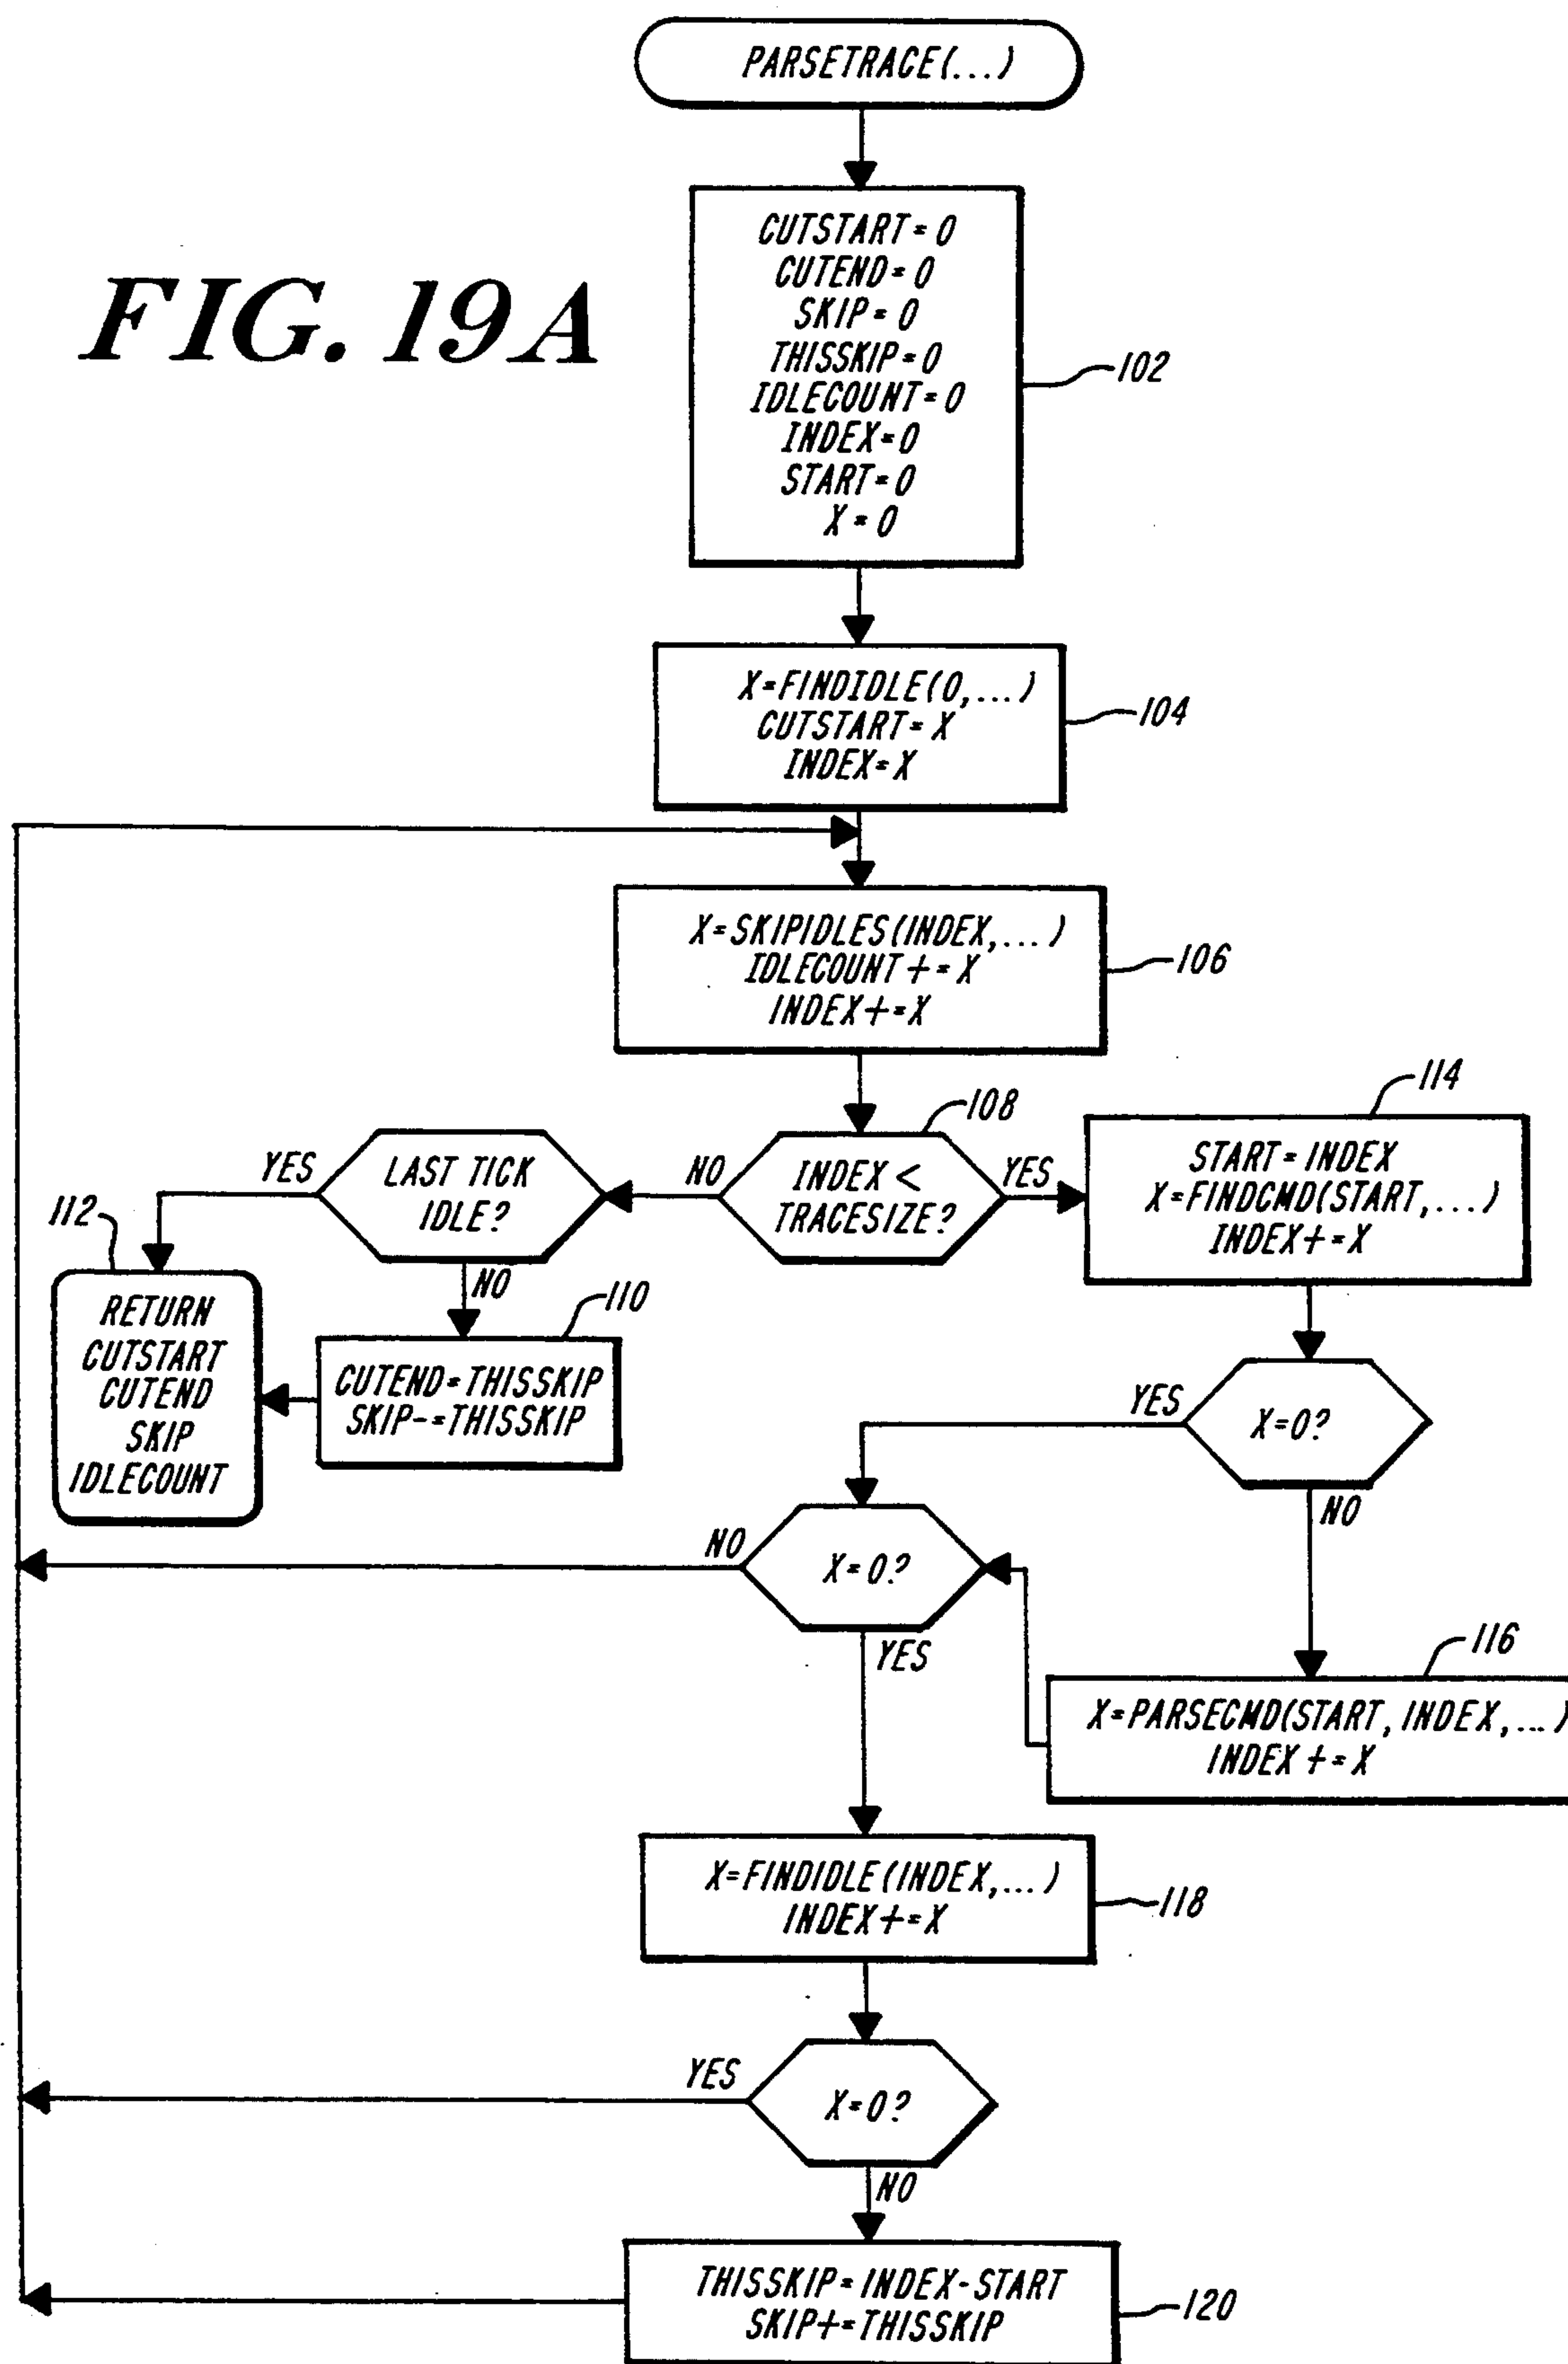 PARSETRACE(...)
FIG. 19A
CUTSTART=0
CUTEND=0
SKIP=0
THISSKIP=0
IDLECOUNT=0
INDEX=0
START=0
X=0
102
X=FINDIDLE(0,...)
CUTSTART=X
INDEX=X
104
X=SKIPIDLES(INDEX,...)
IDLECOUNT+=X
INDEX+=X
106
108
INDEX <
TRACESIZE?
NO
YES
LAST TICK
IDLE?
YES
NO
112
RETURN
CUTSTART
CUTEND
SKIP
IDLECOUNT
110
CUTEND=THISSKIP
SKIP-=THISSKIP
114
START=INDEX
X=FINDCMD(START,...)
INDEX+=X
X=0?
YES
NO
X=0?
NO
YES
116
X=PARSECMD(START, INDEX,...)
INDEX+=X
X=FINDIDLE(INDEX,...)
INDEX+=X
118
X=0?
YES
NO
THISSKIP=INDEX-START
SKIP+=THISSKIP
120